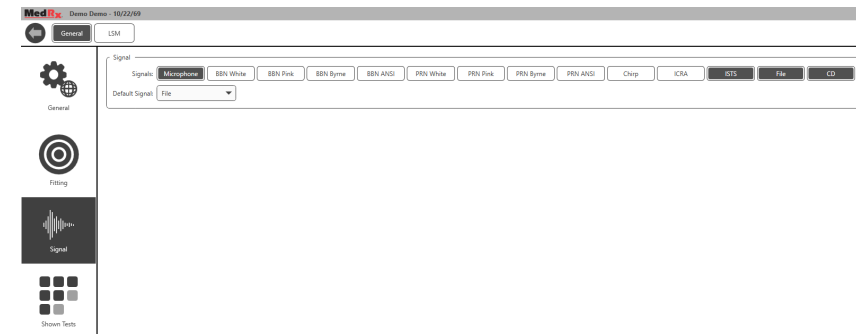 MedRx Demo Demo - 10/22/69
General LSM
Signal
Signals: Microphone BBN White BBN Pink BBN Byrne BBN ANSI PRN White PRN Pink PRN Byrne PRN ANSI Chirp ICRA ISTS File CD
Default Signal: File
General
Fitting
Signal
Shown Tests